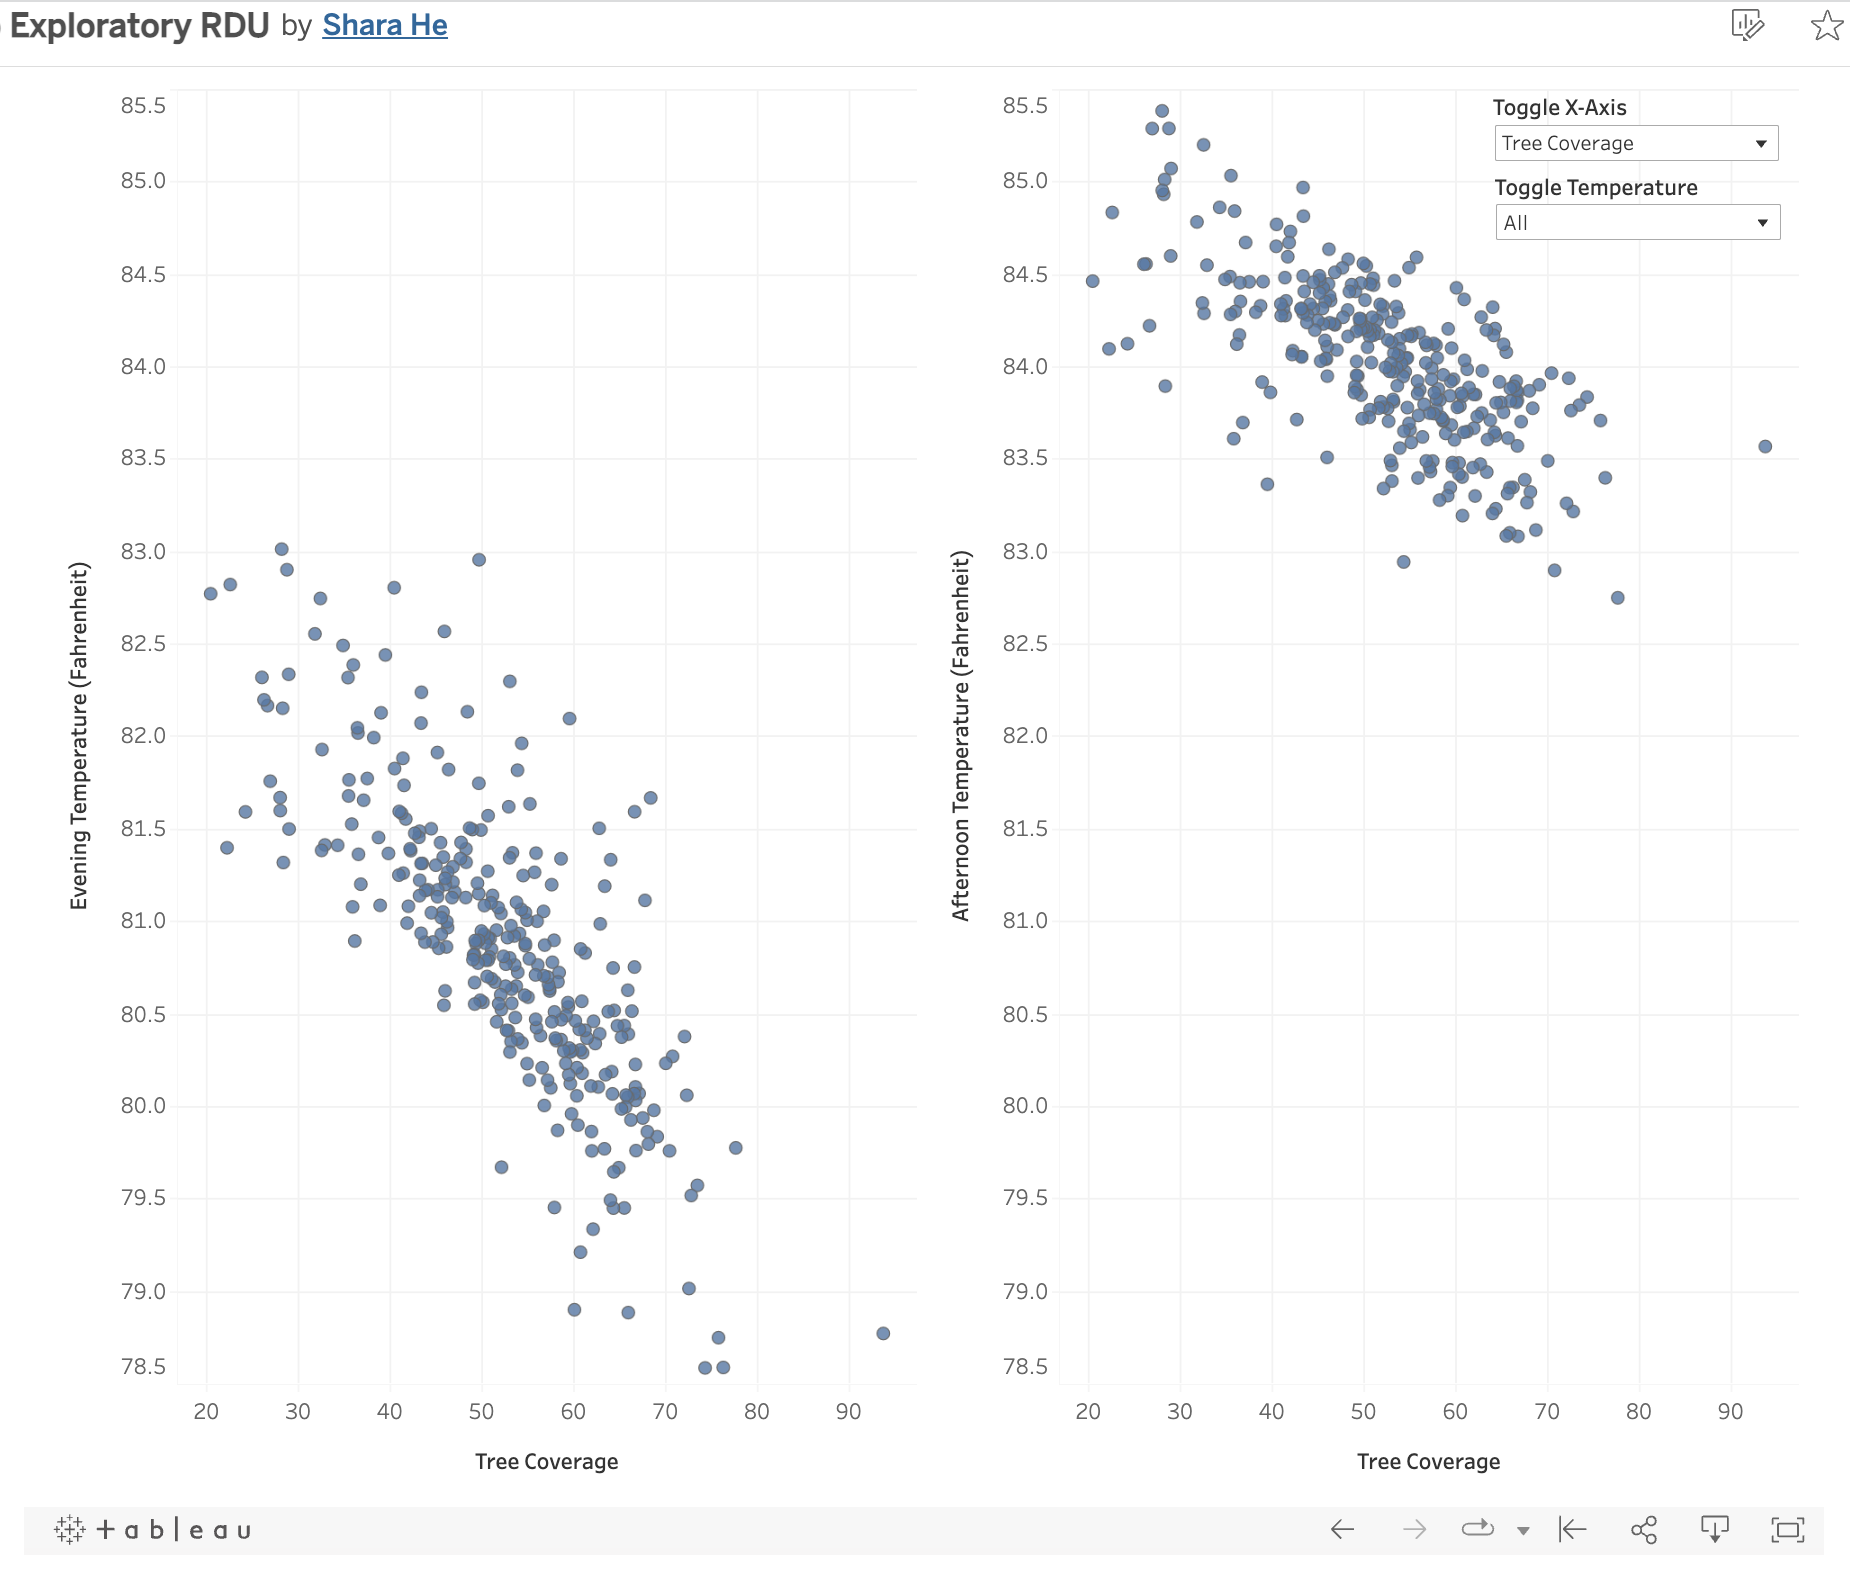 Exploratory RDU by Shara He
Evening Temperature (Fahrenheit)
85.5
85.0
84.5
84.0
83.5
83.0
82.5
82.0
81.5
81.0
80.5
80.0
79.5
79.0
78.5
20 30 40 50 60 70 80 90
Tree Coverage
Afternoon Temperature (Fahrenheit)
85.5
85.0
84.5
84.0
83.5
83.0
82.5
82.0
81.5
81.0
80.5
80.0
79.5
79.0
78.5
20 30 40 50 60 70 80 90
Tree Coverage
Toggle X-Axis
Tree Coverage
Toggle Temperature
All
+ a b | e a u